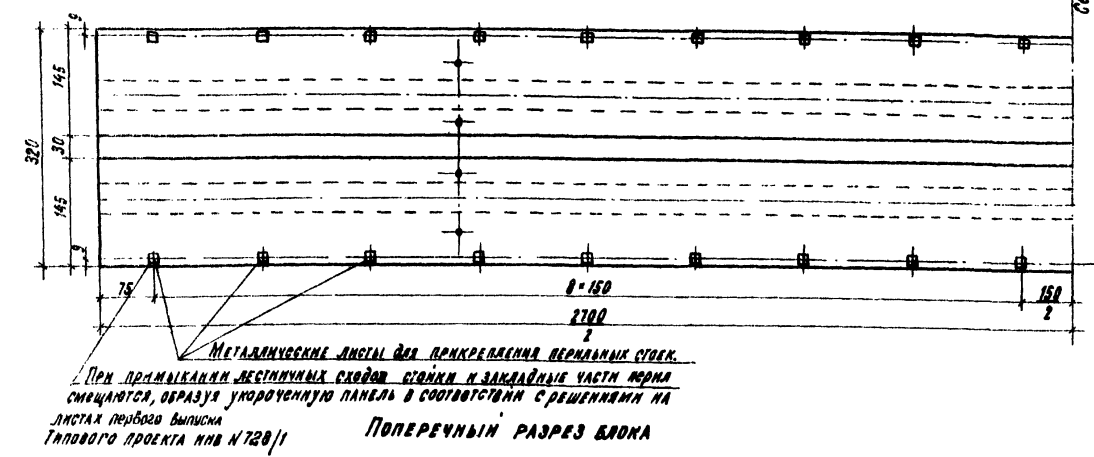 Се
9
145
30
320
145
9
75
8=150
150
2
2700
2
Металлические листы для прикрепления перильных стоек.
При примыкании лестничных сходов стойки и закладные части перил
смещаются, образуя укороченную панель в соответствии с решениями на
листах первого выпуска
Типового проекта инв N 728/1
Поперечный разрез блока